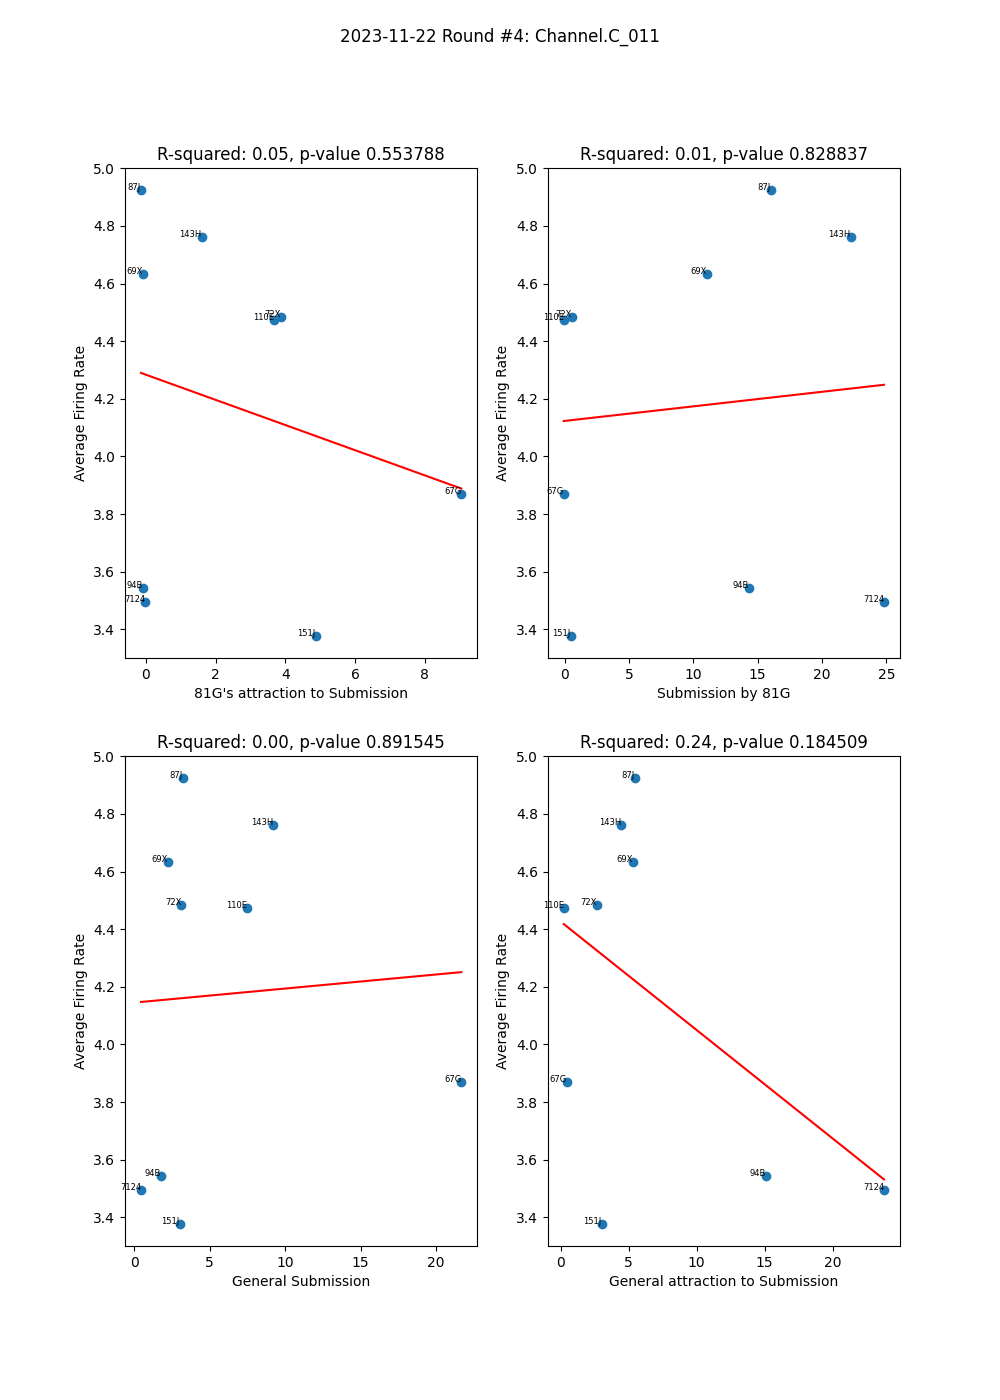 2023-11-22 Round #4: Channel.C_011
R-squared: 0.05, p-value 0.553788
5.0
4.8
4.6
4.4
4.2
4.0
3.8
3.6
3.4
Average Firing Rate
87J
143H
69X
72X
110E
67G
94B
7124
151J
0 2 4 6 8
81G's attraction to Submission
R-squared: 0.01, p-value 0.828837
5.0
4.8
4.6
4.4
4.2
4.0
3.8
3.6
3.4
Average Firing Rate
87J
143H
69X
72X
110E
67G
94B
7124
151J
0 5 10 15 20 25
Submission by 81G
R-squared: 0.00, p-value 0.891545
5.0
4.8
4.6
4.4
4.2
4.0
3.8
3.6
3.4
Average Firing Rate
87J
143H
69X
72X
110E
67G
94B
7124
151J
0 5 10 15 20
General Submission
R-squared: 0.24, p-value 0.184509
5.0
4.8
4.6
4.4
4.2
4.0
3.8
3.6
3.4
Average Firing Rate
87J
143H
69X
110E 72X
67G
94B
7124
151J
0 5 10 15 20
General attraction to Submission